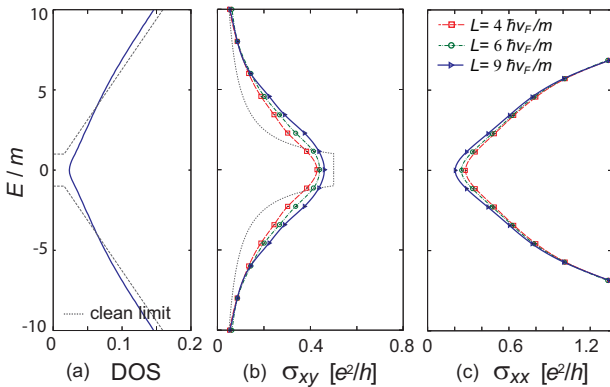 E / m
10
5
0
-5
-10
clean limit
0
0.1
0.2
(a) DOS
0
0.4
0.8
(b) σxy [e²/h]
L= 4 ℏvF/m
L= 6 ℏvF/m
L= 9 ℏvF/m
0
0.6
1.2
(c) σxx [e²/h]